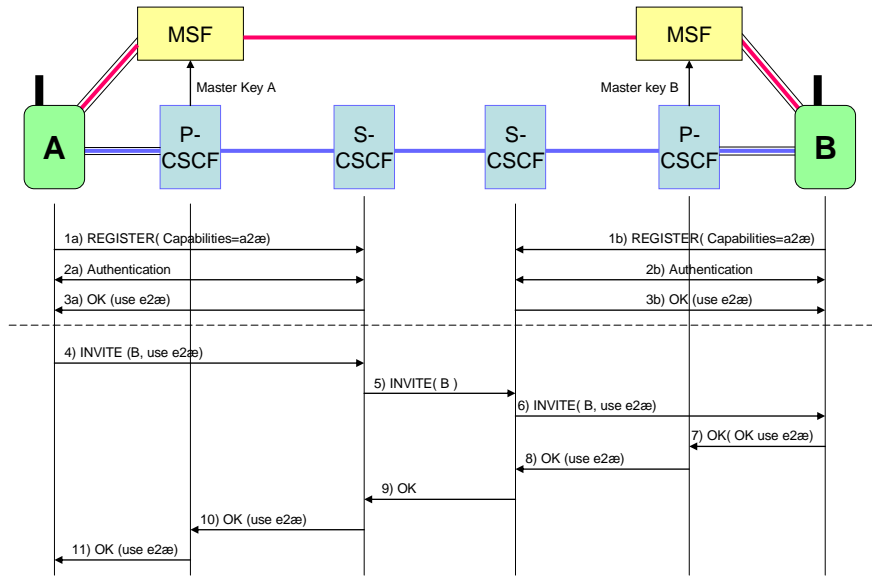 MSF
MSF
Master Key A
Master key B
A
P-
CSCF
S-
CSCF
S-
CSCF
P-
CSCF
B
1a) REGISTER( Capabilities=a2æ)
1b) REGISTER( Capabilities=a2æ)
2a) Authentication
2b) Authentication
3a) OK (use e2æ)
3b) OK (use e2æ)
4) INVITE (B, use e2æ)
5) INVITE( B )
6) INVITE( B, use e2æ)
7) OK( OK use e2æ)
8) OK (use e2æ)
9) OK
10) OK (use e2æ)
11) OK (use e2æ)